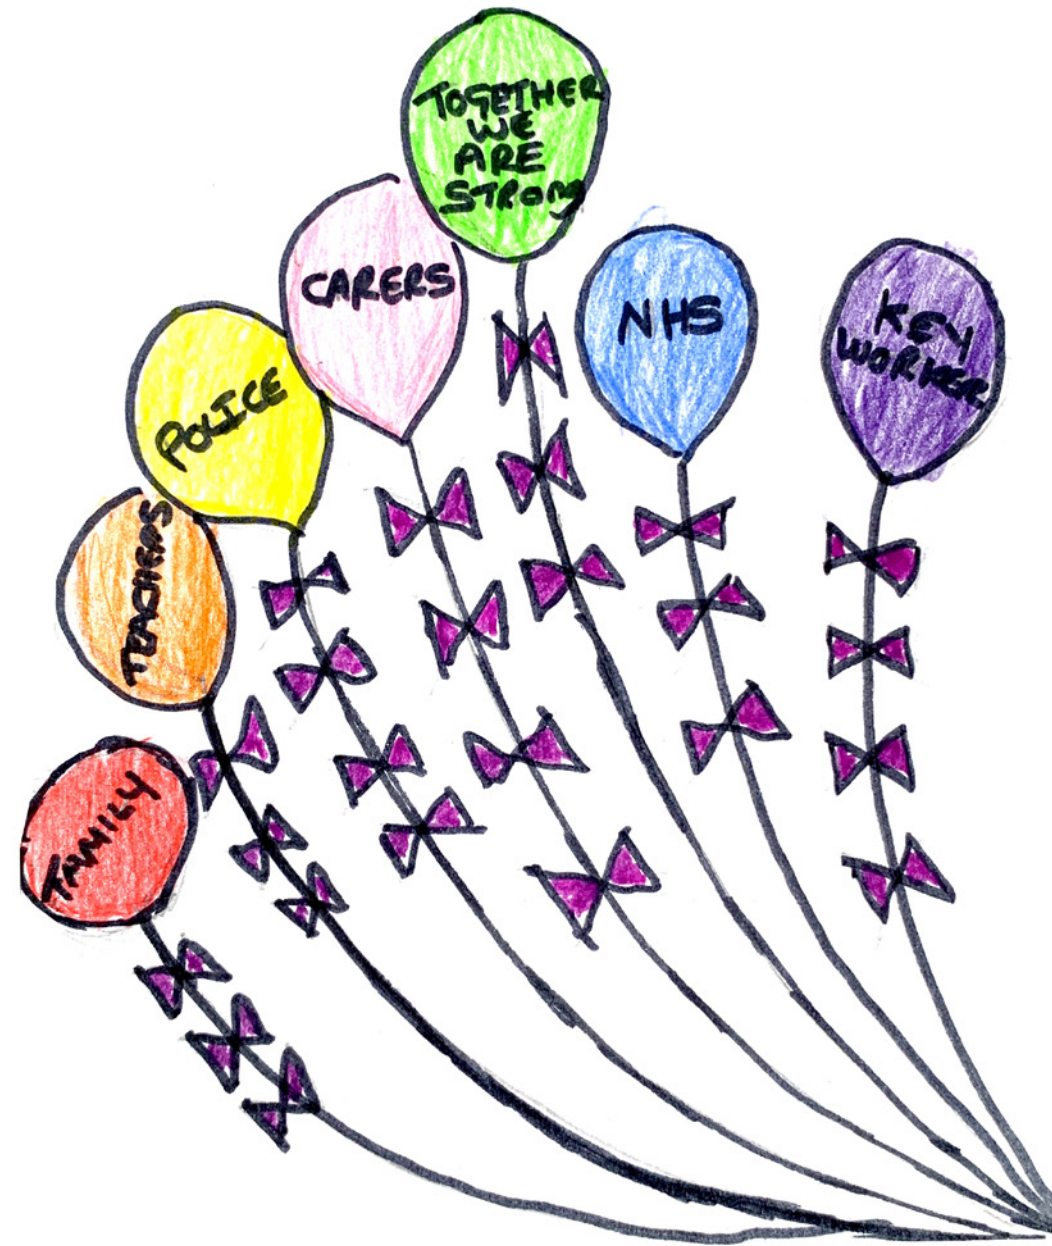 TOGETHER
WE
ARE
STRONG
CARERS
NHS
KEY
WORKER
POLICE
TEACHERS
FAMILY